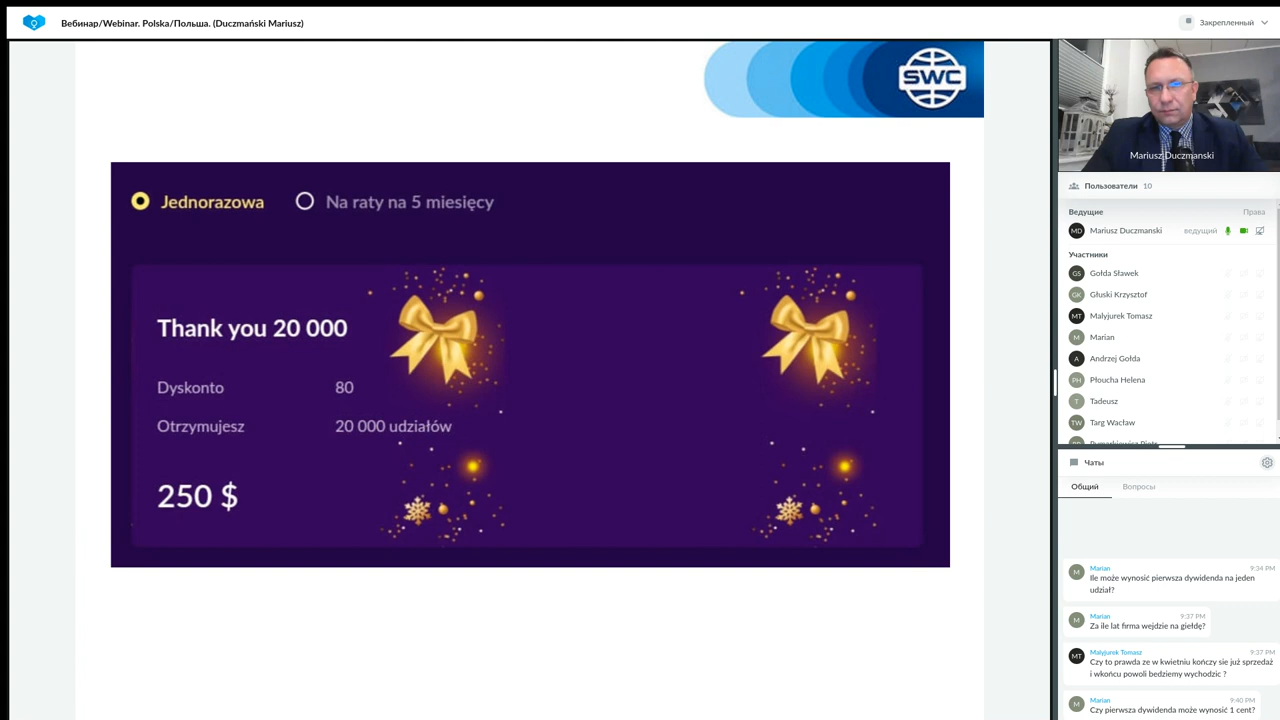 Вебинар/Webinar. Polska/Польша. (Duczmański Mariusz)
Закрепленный
SWC
Jednorazowa
Na raty na 5 miesięcy
Thank you 20 000
Dyskonto 80
Otrzymujesz 20 000 udziałów
250 $
Mariusz Duczmanski
Пользователи 10
Ведущие Права
MD Mariusz Duczmanski ведущий
Участники
GS Gołda Sławek
GK Głuski Krzysztof
MT Malyjurek Tomasz
M Marian
A Andrzej Gołda
PH Płoucha Helena
T Tadeusz
TW Targ Wacław
Чаты
Общий Вопросы
M Marian 9:34 PM
Ile może wynosić pierwsza dywidenda na jeden
udział?
M Marian 9:37 PM
Za ile lat firma wejdzie na giełdę?
MT Malyjurek Tomasz 9:37 PM
Czy to prawda ze w kwietniu kończy sie już sprzedaż
i wkońcu powoli bedziemy wychodzic ?
M Marian 9:40 PM
Czy pierwsza dywidenda może wynosić 1 cent?